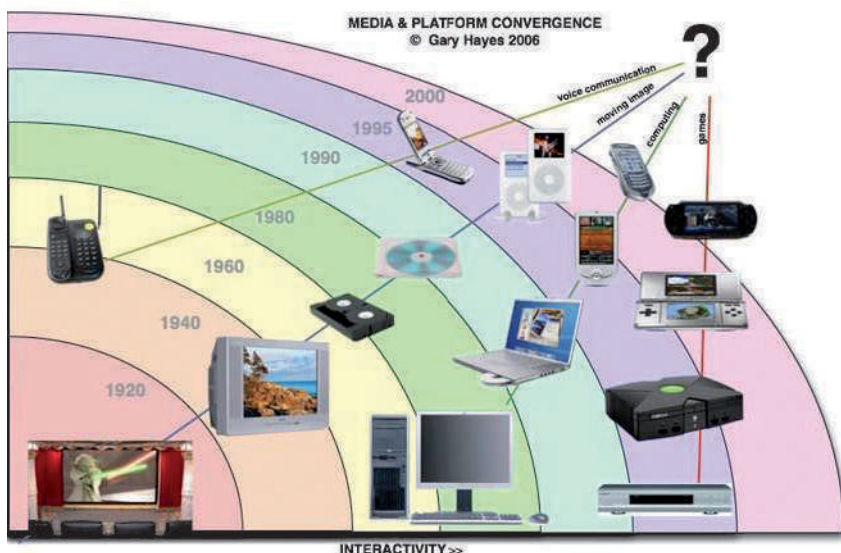 MEDIA & PLATFORM CONVERGENCE
© Gary Hayes 2006
?
voice communication
moving image
computing
games
2000
1995
1990
1980
1960
1940
1920
INTERACTIVITY >>